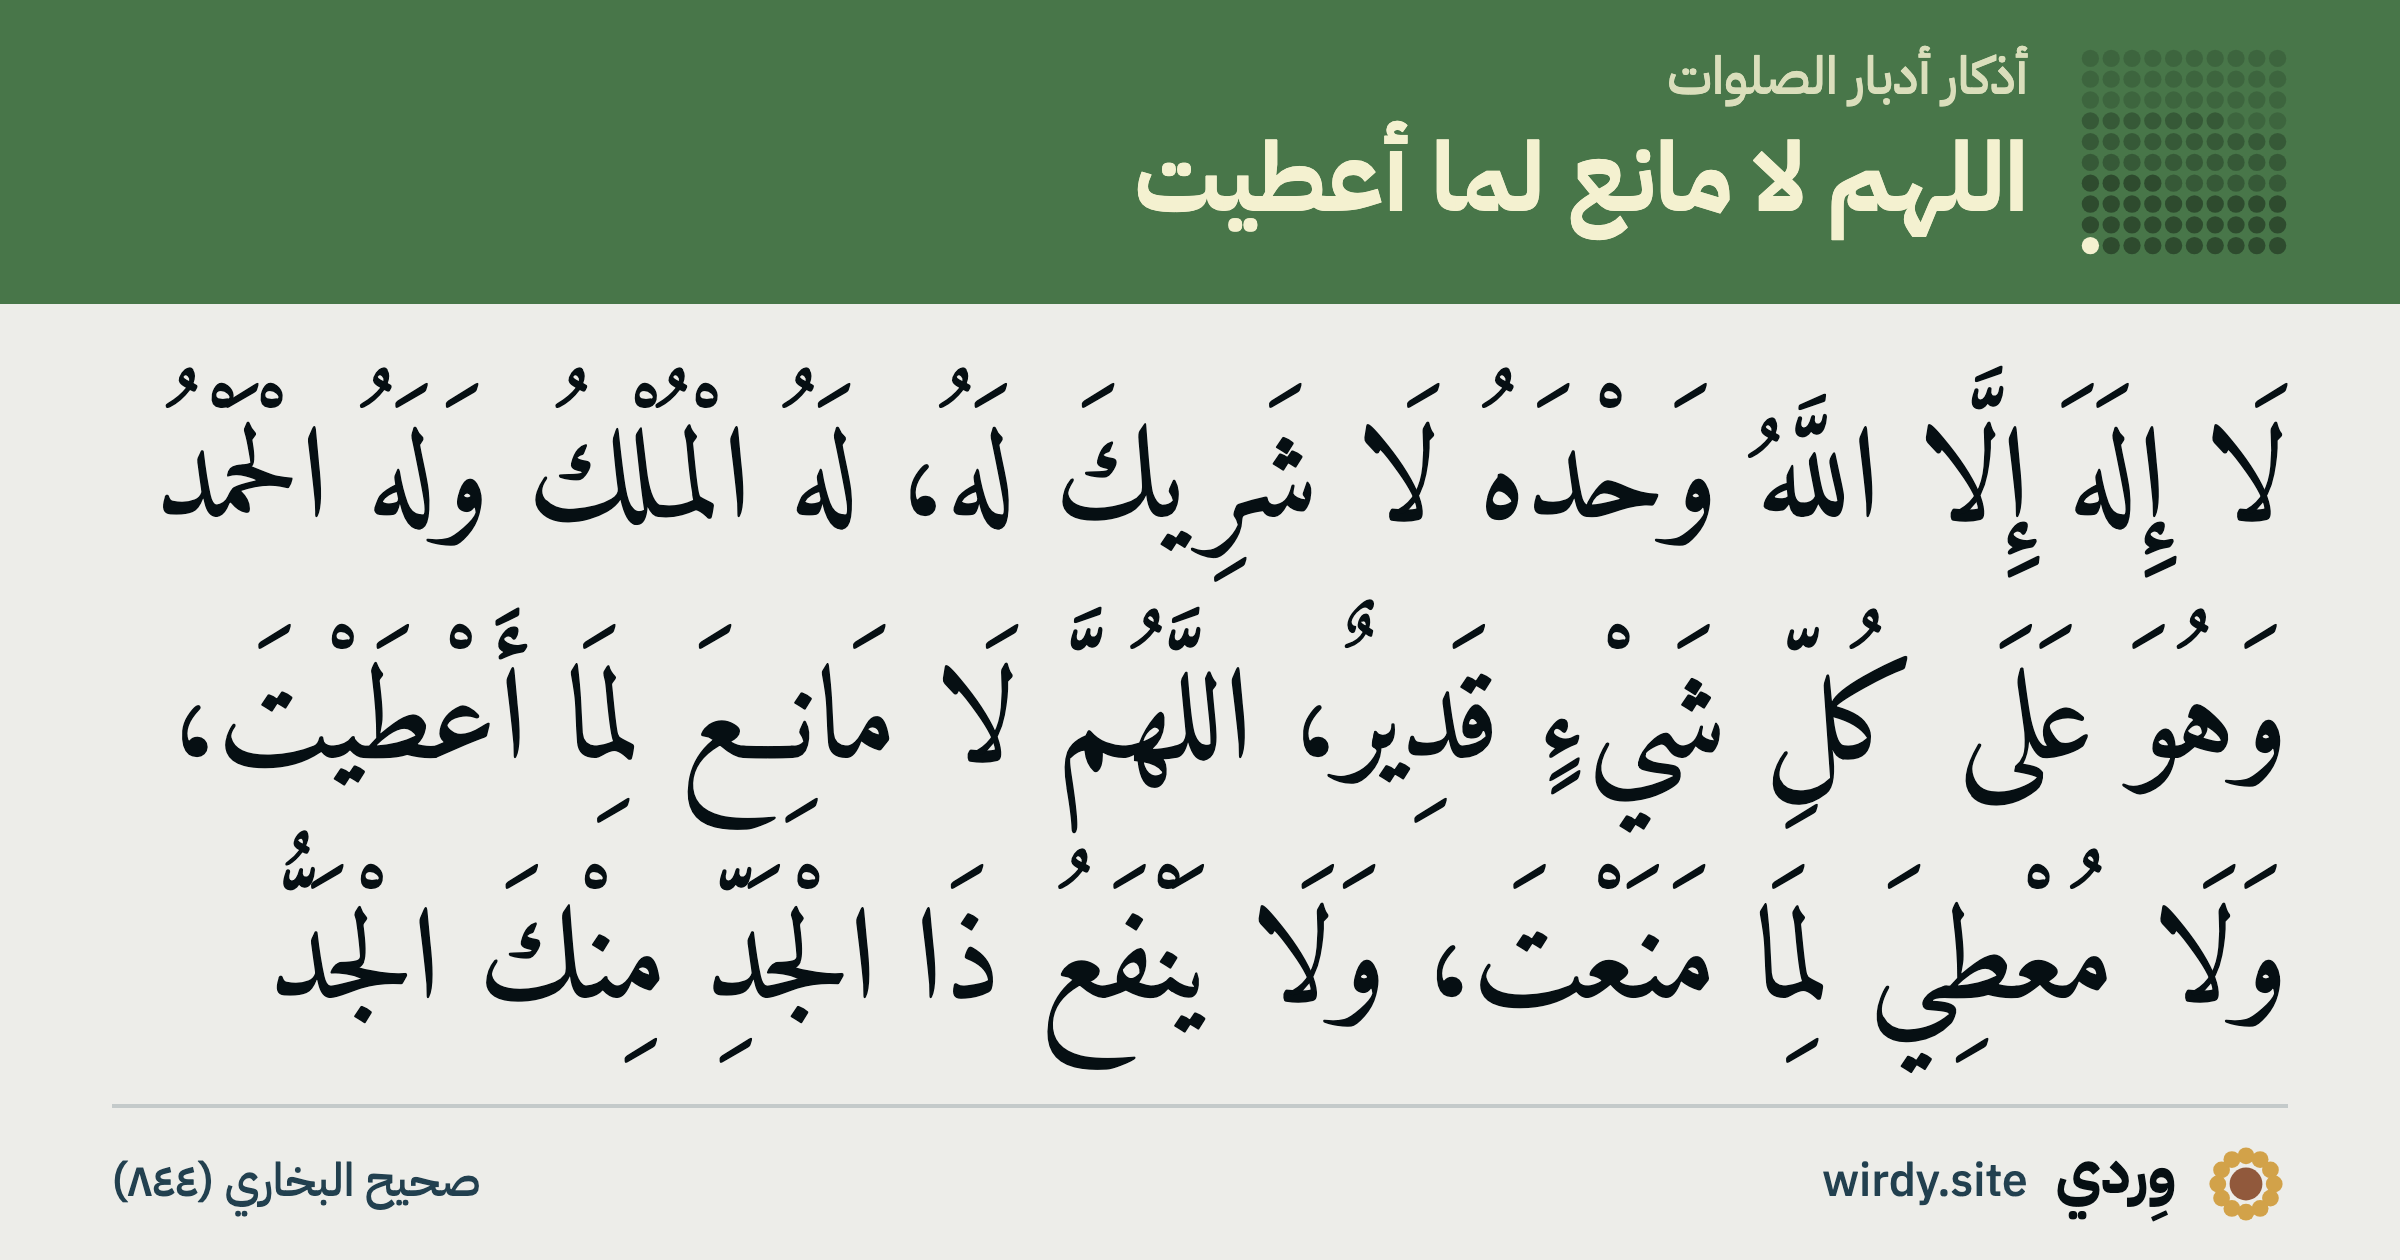 أذكار أدبار الصلوات
اللهم لا مانع لما أعطيت
لَا إِلَهَ إِلَّا اللَّهُ وَحْدَهُ لَا شَرِيكَ لَهُ، لَهُ الْمُلْكُ وَلَهُ الْحَمْدُ
وَهُوَ عَلَى كُلِّ شَيْءٍ قَدِيرٌ، اللَّهُمَّ لَا مَانِعَ لِمَا أَعْطَيْتَ،
وَلَا مُعْطِيَ لِمَا مَنَعْتَ، وَلَا يَنْفَعُ ذَا الْجَدِّ مِنْكَ الْجَدُّ
وِردي wirdy.site
صحيح البخاري (٨٤٤)